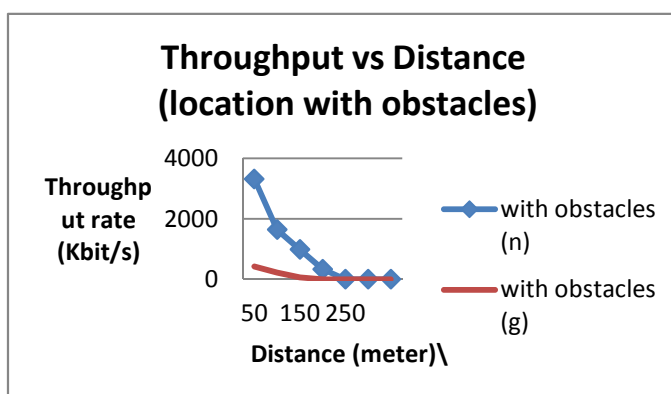 Throughput vs Distance
(location with obstacles)
Throughp
ut rate
(Kbit/s)
4000
2000
0
50 150 250
Distance (meter)\
with obstacles
(n)
with obstacles
(g)